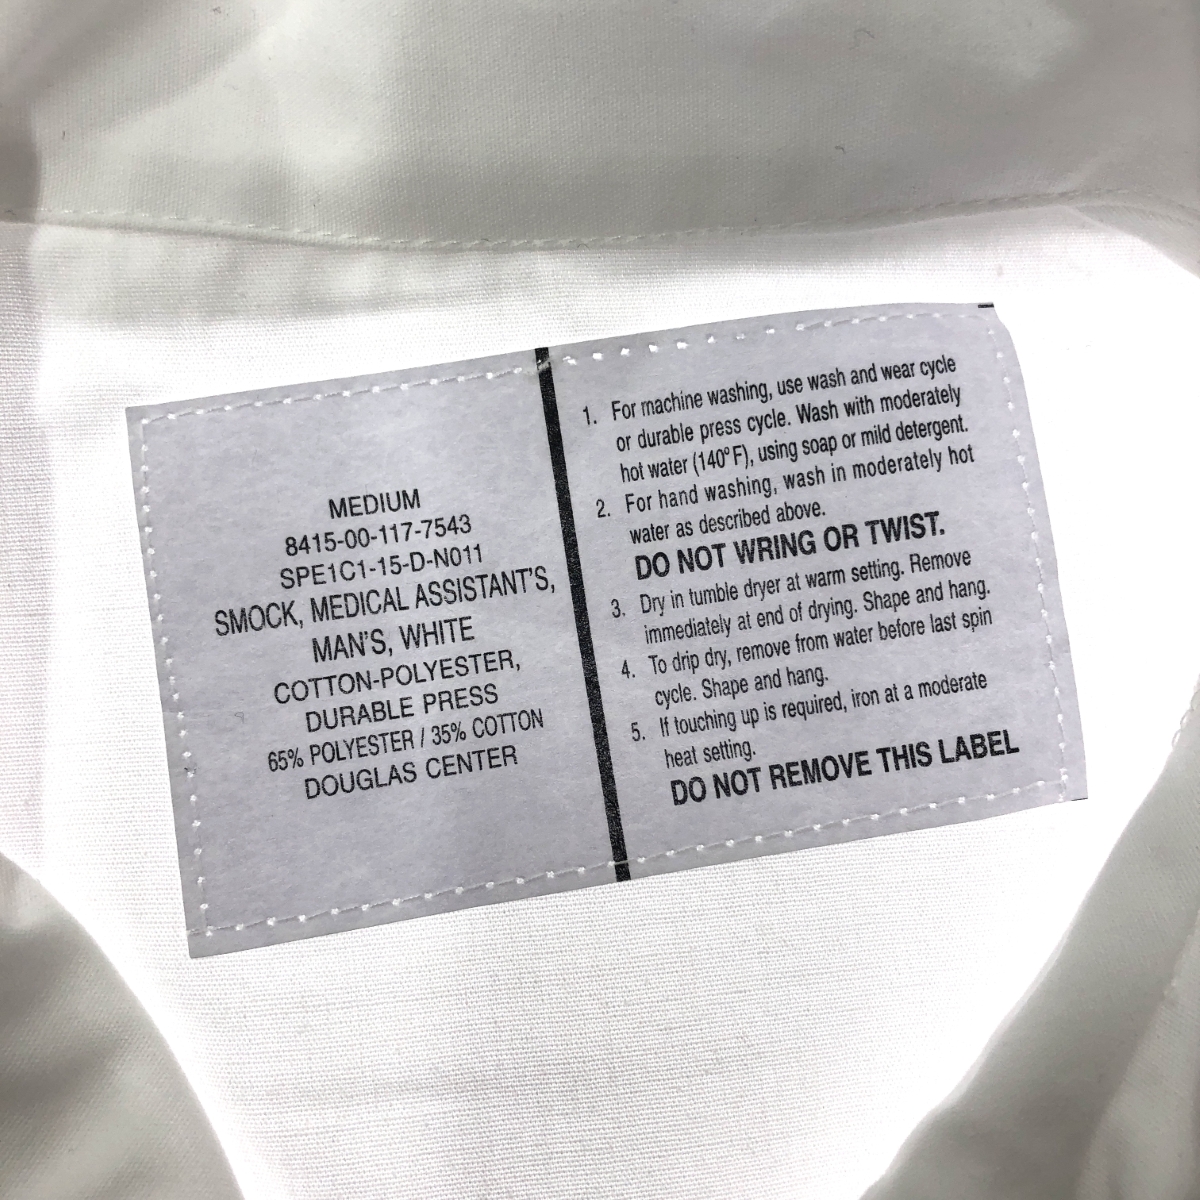 MEDIUM
8415-00-117-7543
SPE1C1-15-D-N011
SMOCK, MEDICAL ASSISTANT'S,
MAN'S, WHITE
COTTON-POLYESTER,
DURABLE PRESS
65% POLYESTER / 35% COTTON
DOUGLAS CENTER
1. For machine washing, use wash and wear cycle
or durable press cycle. Wash with moderately
hot water (140° F), using soap or mild detergent.
2. For hand washing, wash in moderately hot
water as described above.
DO NOT WRING OR TWIST.
3. Dry in tumble dryer at warm setting. Remove
immediately at end of drying. Shape and hang.
4. To drip dry, remove from water before last spin
cycle. Shape and hang.
5. If touching up is required, iron at a moderate
heat setting.
DO NOT REMOVE THIS LABEL